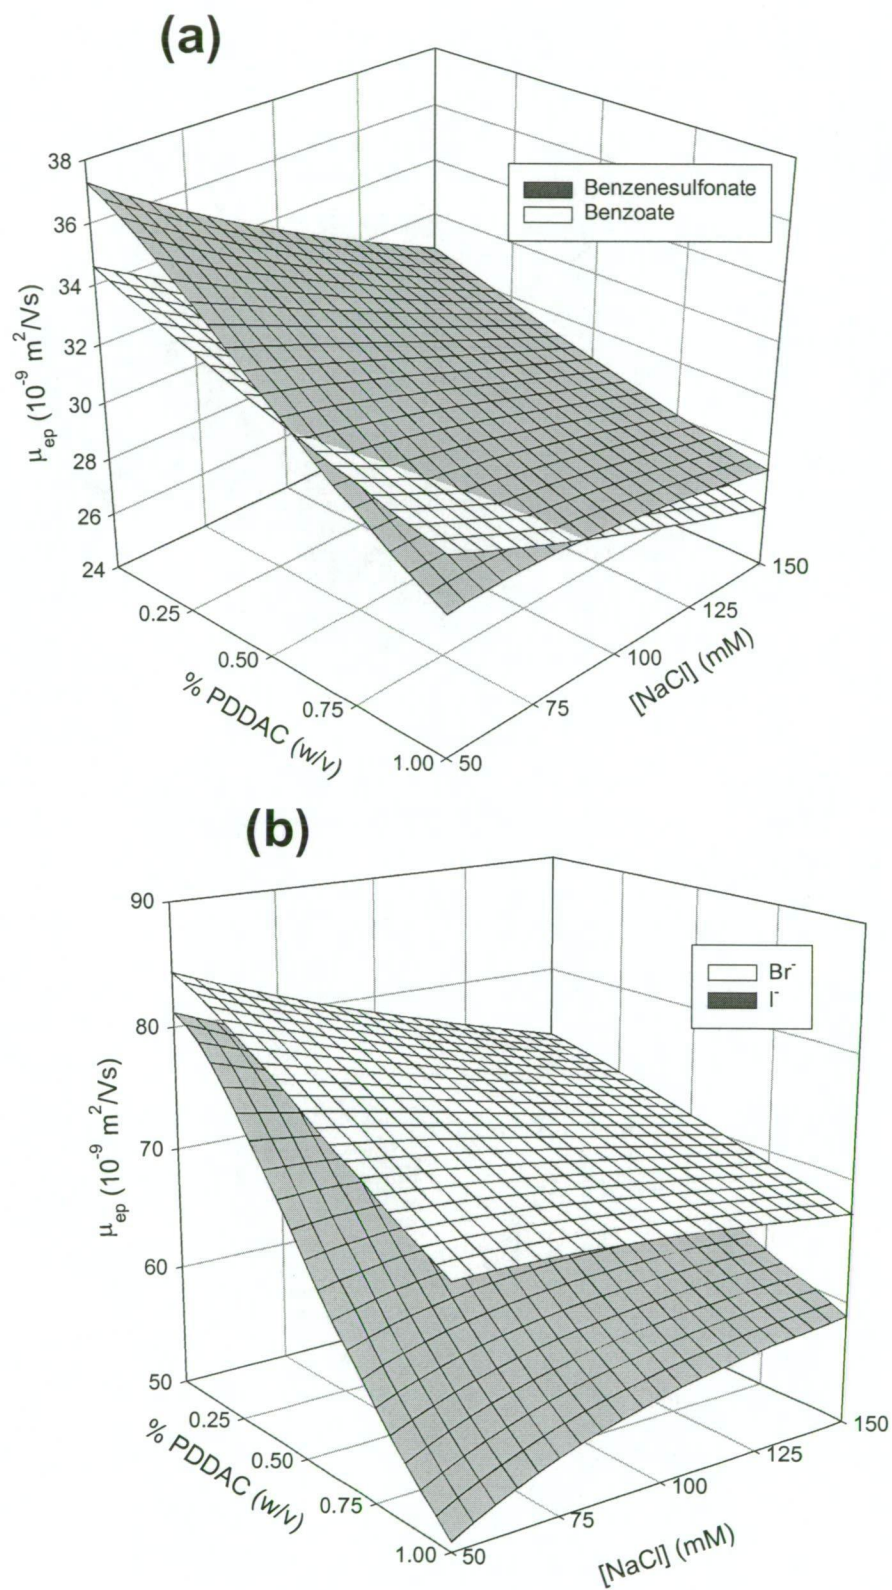 (a)
38
36
34
32
30
28
26
24
μep (10-9 m2/Vs)
Benzenesulfonate
Benzoate
0.25
0.50
0.75
1.00
% PDDAC (w/v)
50
75
100
125
150
[NaCl] (mM)
(b)
90
80
70
60
50
μep (10-9 m2/Vs)
Br-
I-
0.25
0.50
0.75
1.00
% PDDAC (w/v)
50
75
100
125
150
[NaCl] (mM)